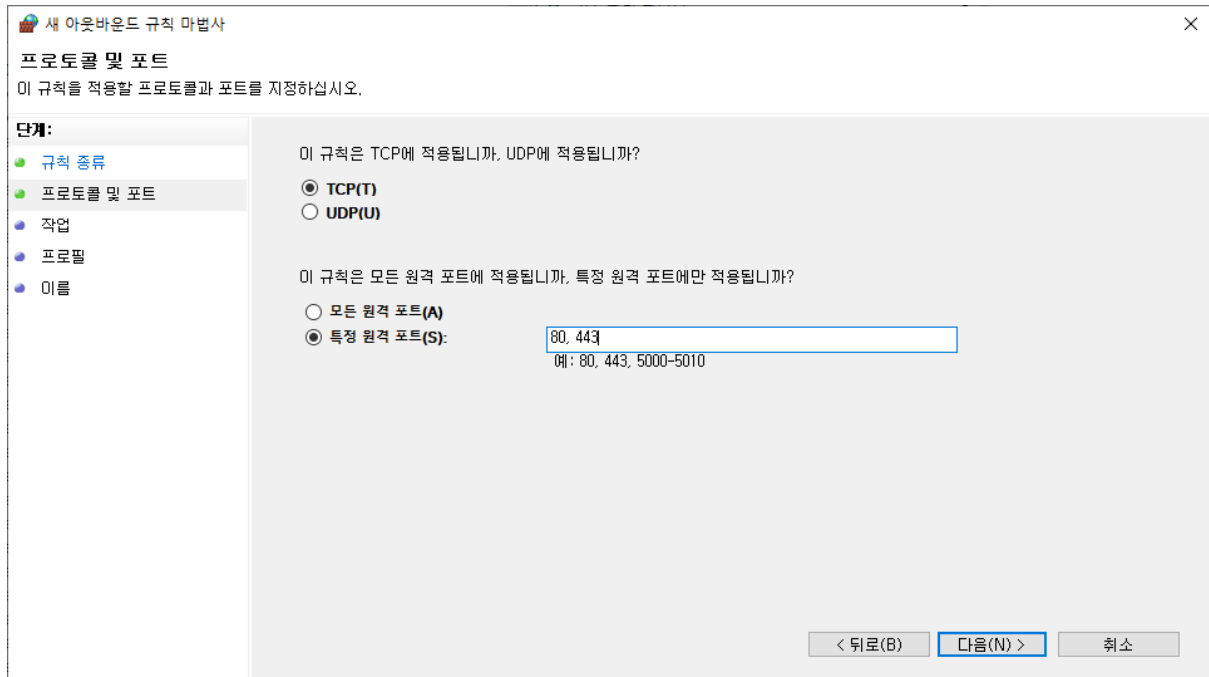 새 아웃바운드 규칙 마법사
프로토콜 및 포트
이 규칙을 적용할 프로토콜과 포트를 지정하십시오.
단계:
규칙 종류
프로토콜 및 포트
작업
프로필
이름
이 규칙은 TCP에 적용됩니까, UDP에 적용됩니까?
TCP(T)
UDP(U)
이 규칙은 모든 원격 포트에 적용됩니까, 특정 원격 포트에만 적용됩니까?
모든 원격 포트(A)
특정 원격 포트(S): 80, 443
예: 80, 443, 5000-5010
< 뒤로(B) 다음(N) > 취소